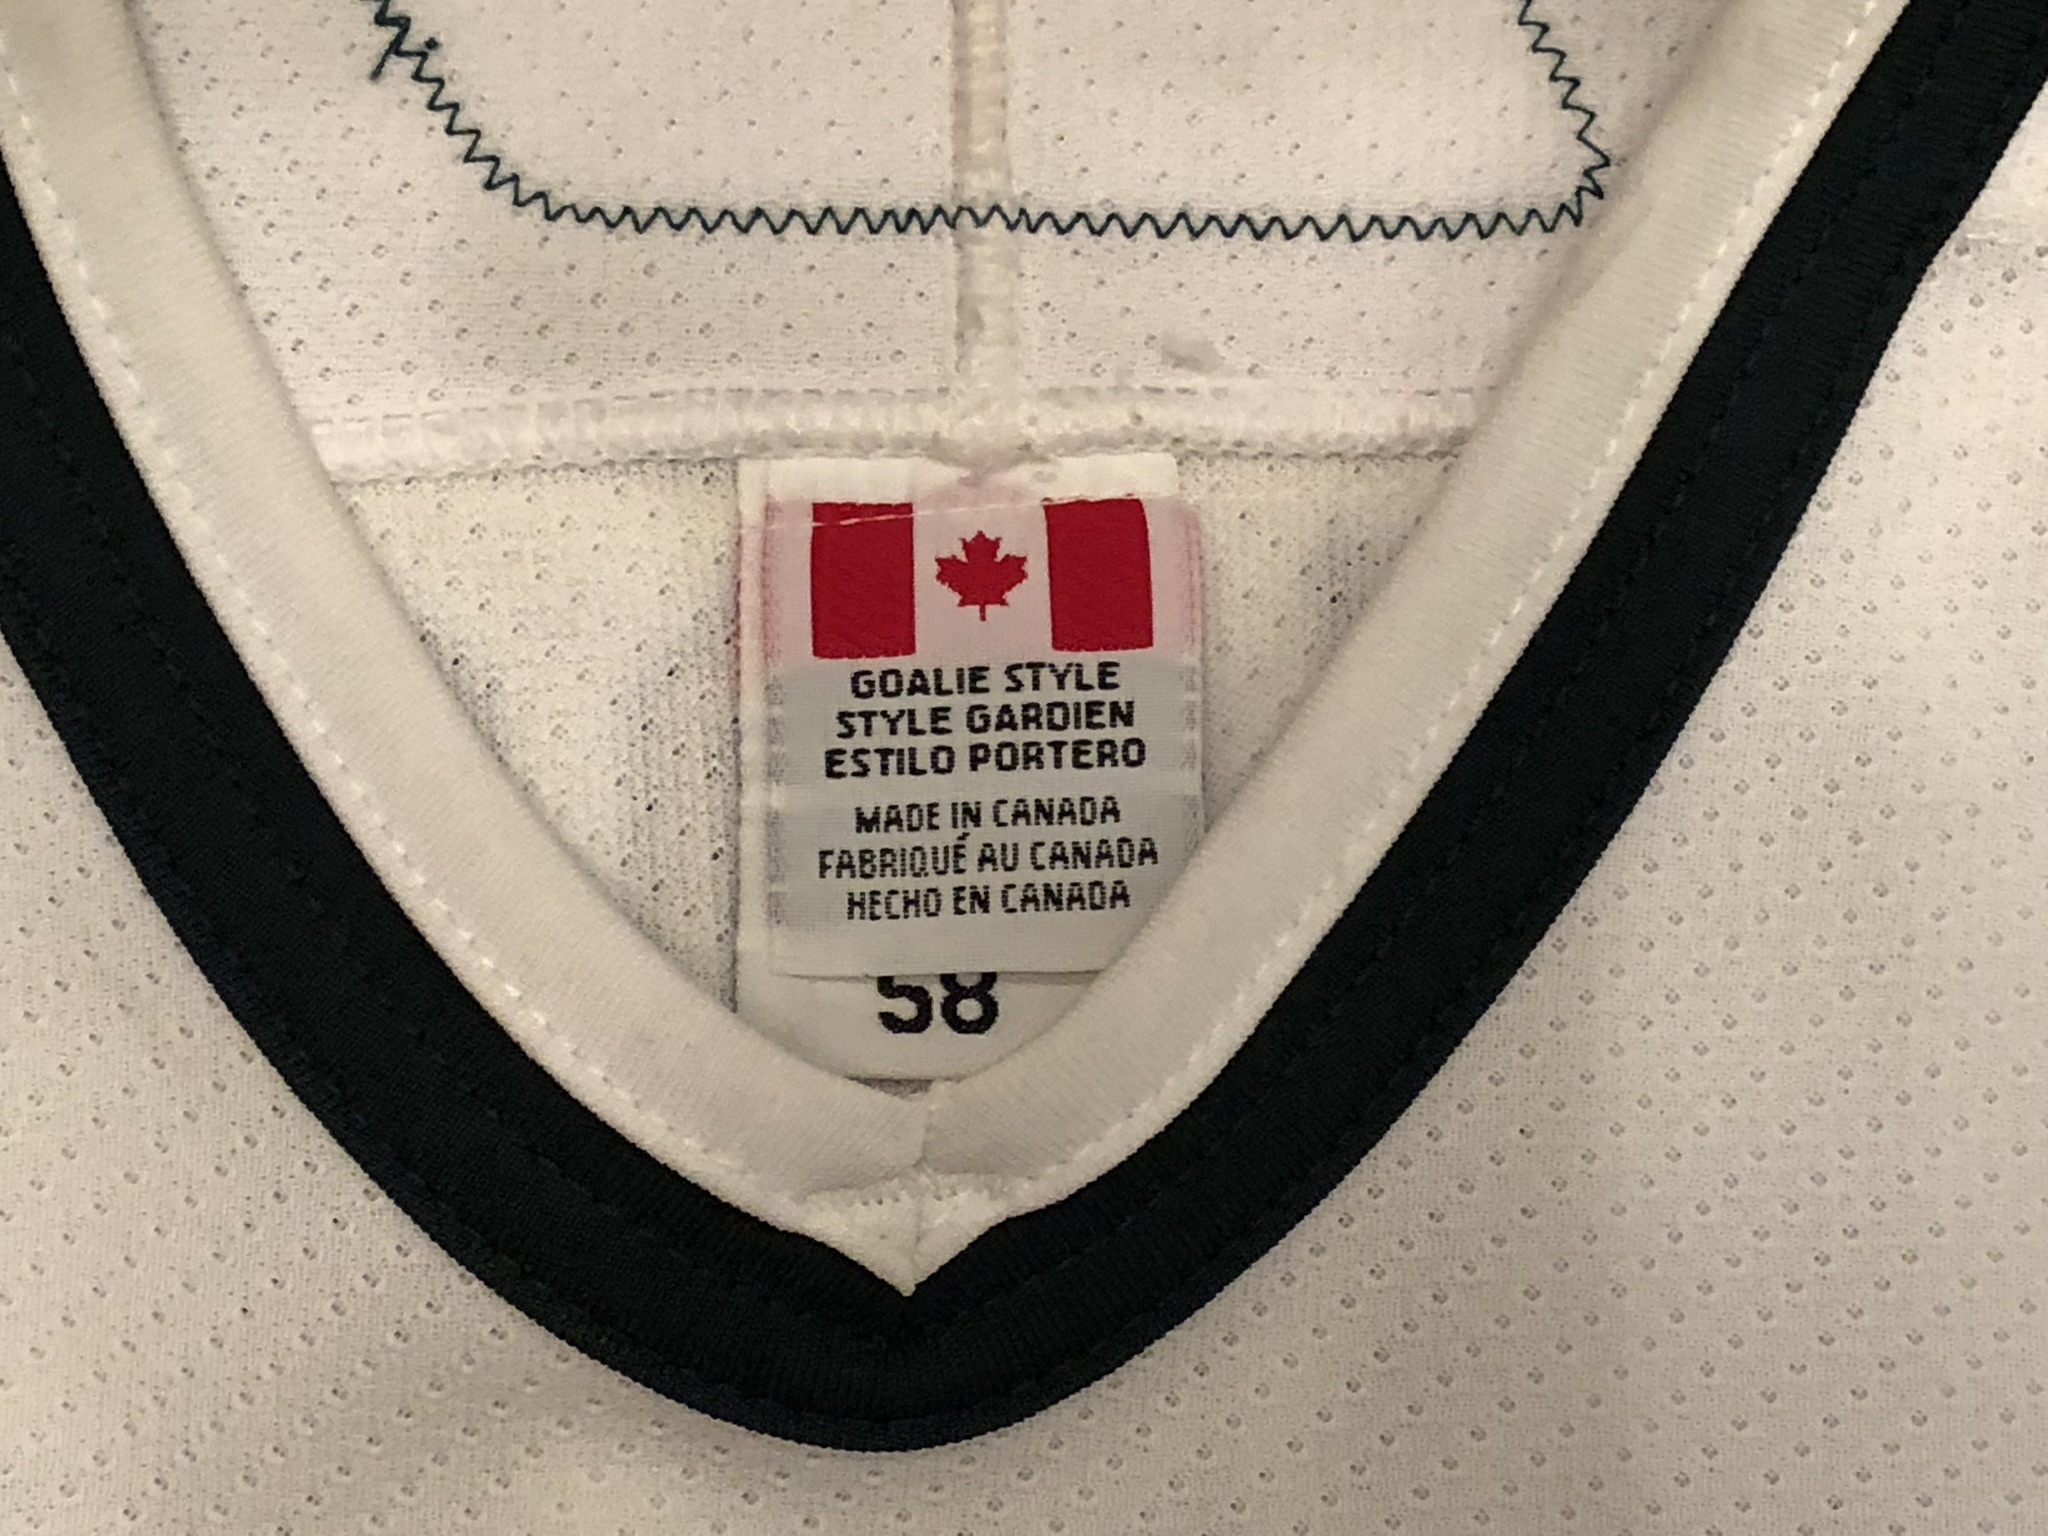 GOALIE STYLE
STYLE GARDIEN
ESTILO PORTERO
MADE IN CANADA
FABRIQUÉ AU CANADA
HECHO EN CANADA
58